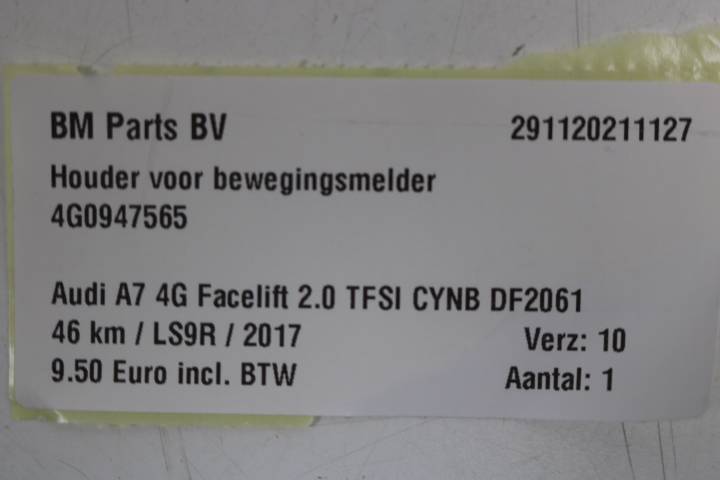 BM Parts BV 291120211127
Houder voor bewegingsmelder
4G0947565
Audi A7 4G Facelift 2.0 TFSI CYNB DF2061
46 km / LS9R / 2017 Verz: 10
9.50 Euro incl. BTW Aantal: 1